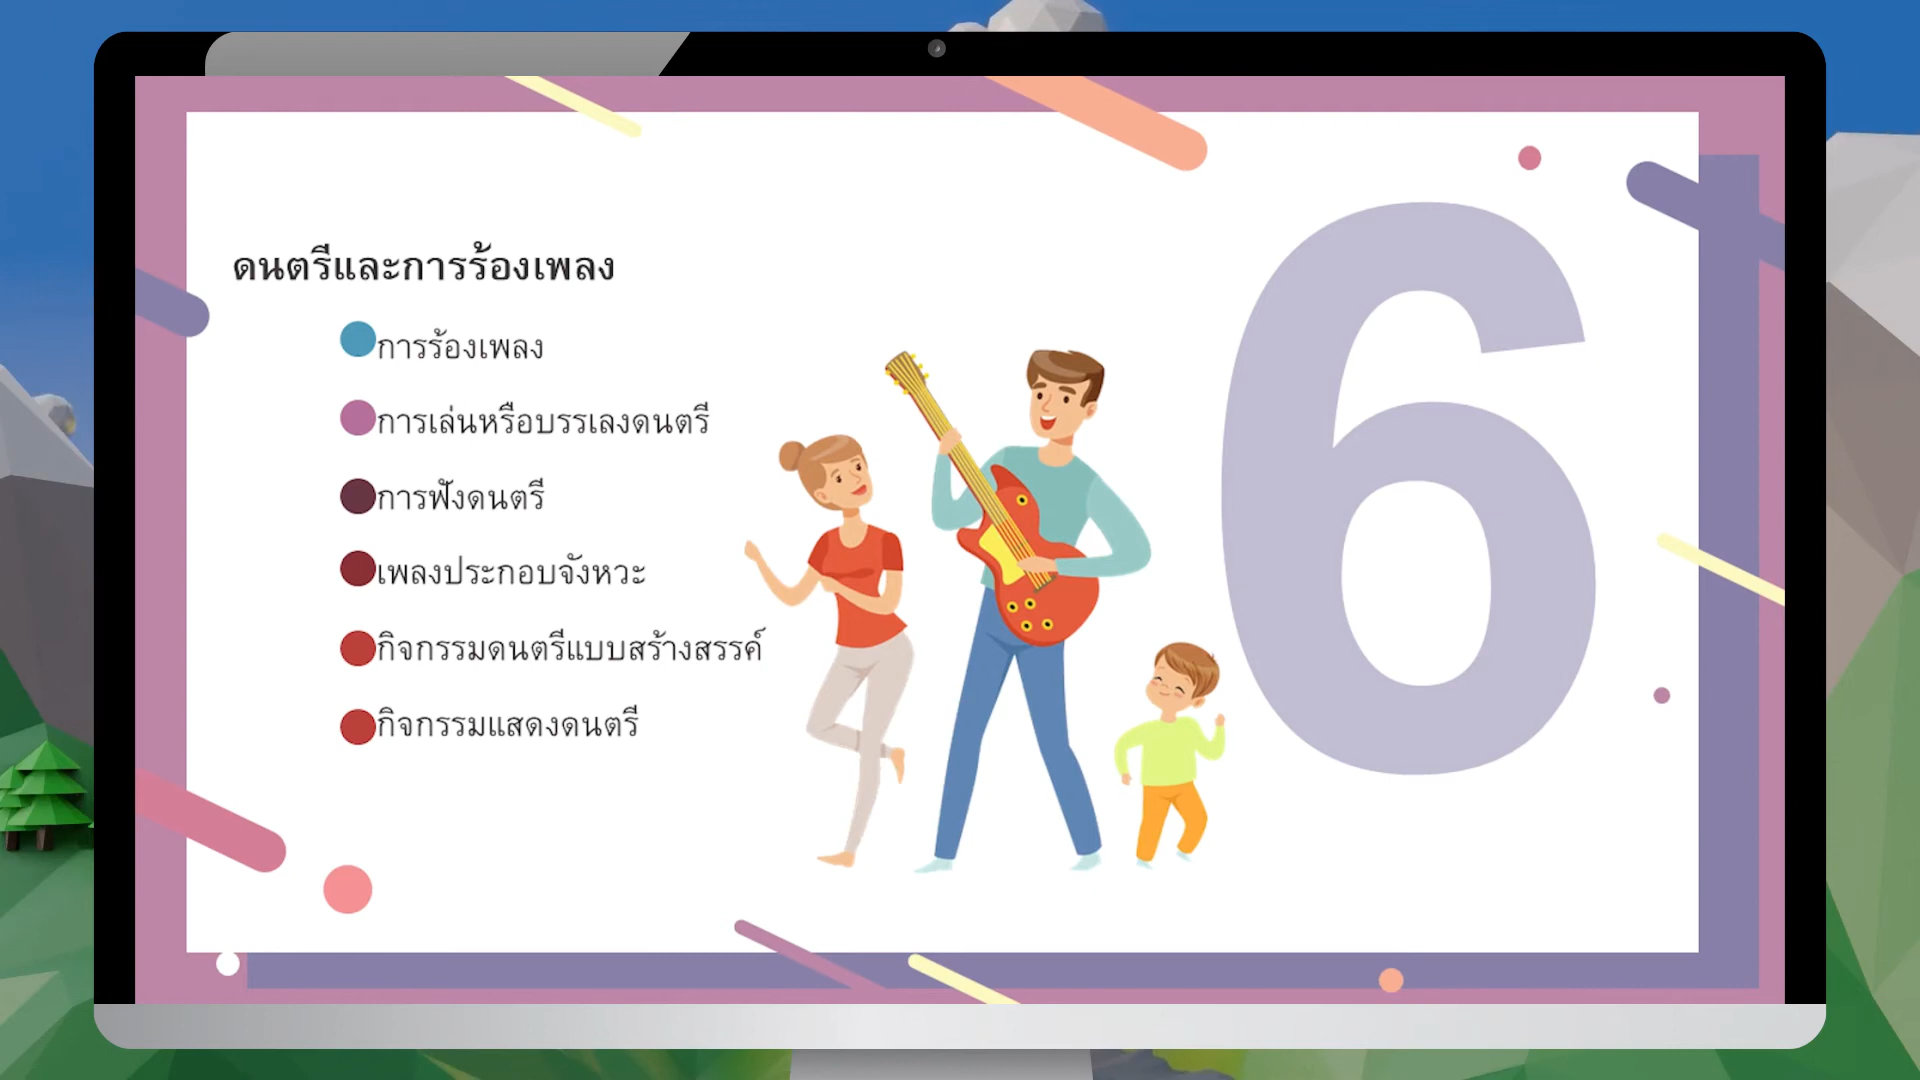 ดนตรีและการร้องเพลง
การร้องเพลง
การเล่นหรือบรรเลงดนตรี
การฟังดนตรี
เพลงประกอบจังหวะ
กิจกรรมดนตรีแบบสร้างสรรค์
กิจกรรมแสดงดนตรี
6